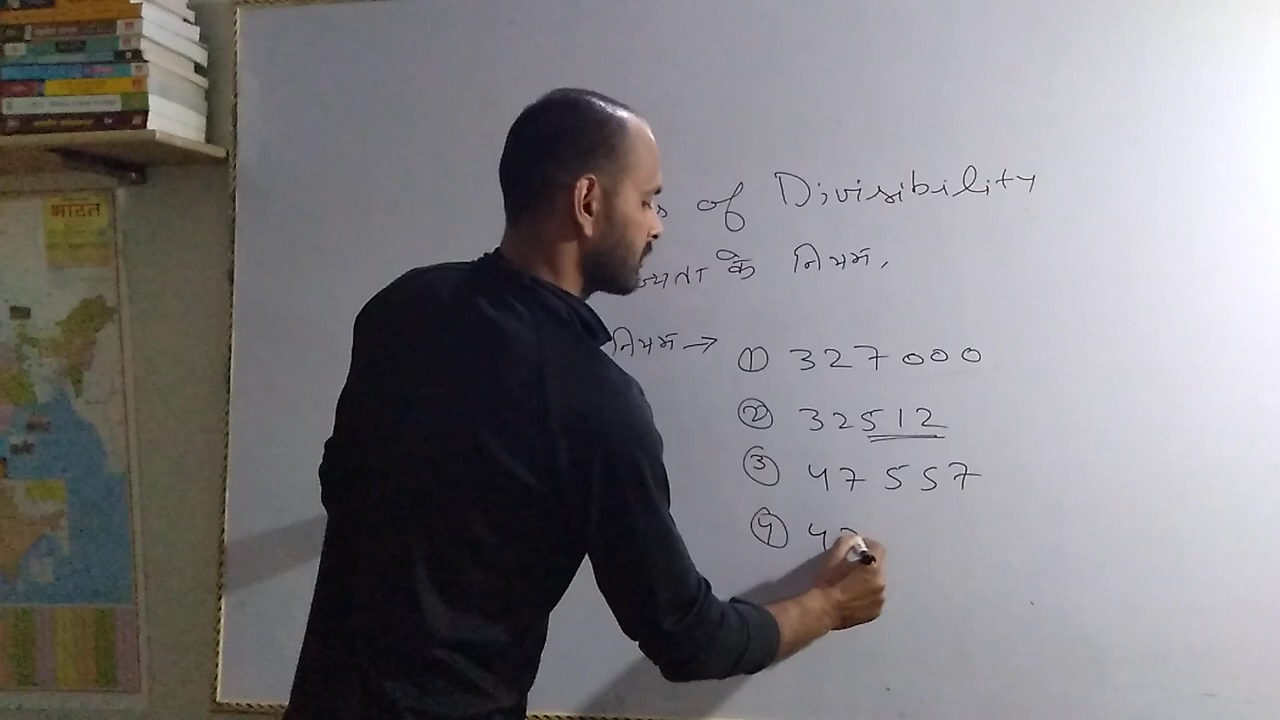 भारत
of Divisibility
के नियम,
नियम →
① 327000
② 32512
③ 47557
④ 4